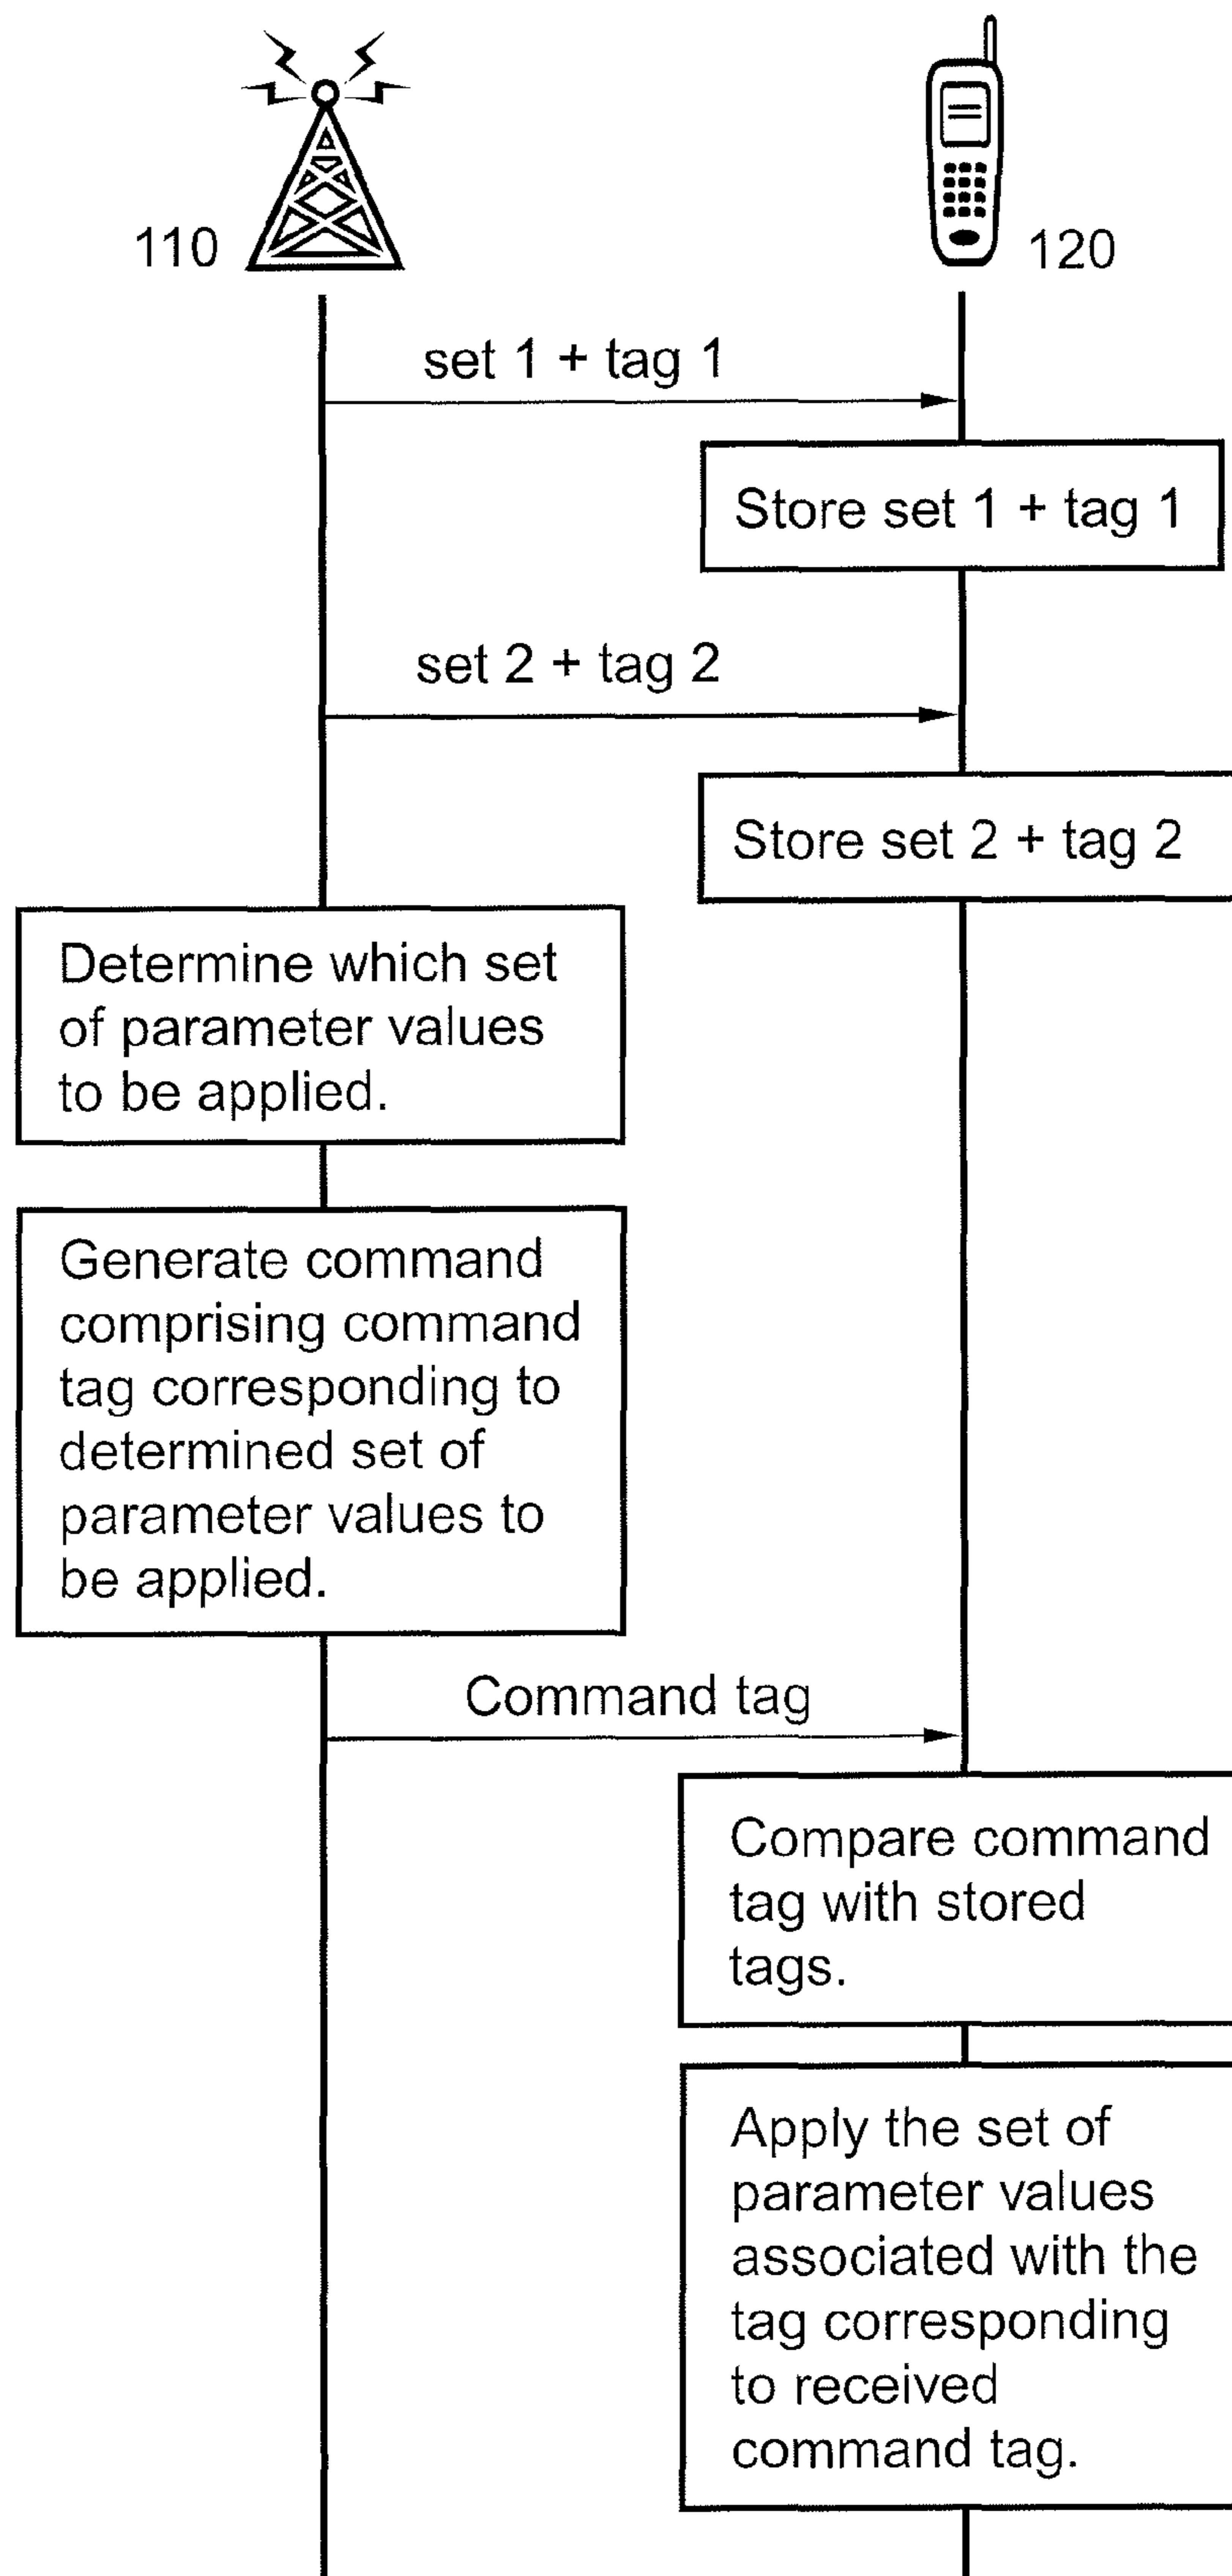 110
120
set 1 + tag 1
Store set 1 + tag 1
set 2 + tag 2
Store set 2 + tag 2
Determine which set
of parameter values
to be applied.
Generate command
comprising command
tag corresponding to
determined set of
parameter values to
be applied.
Command tag
Compare command
tag with stored
tags.
Apply the set of
parameter values
associated with the
tag corresponding
to received
command tag.